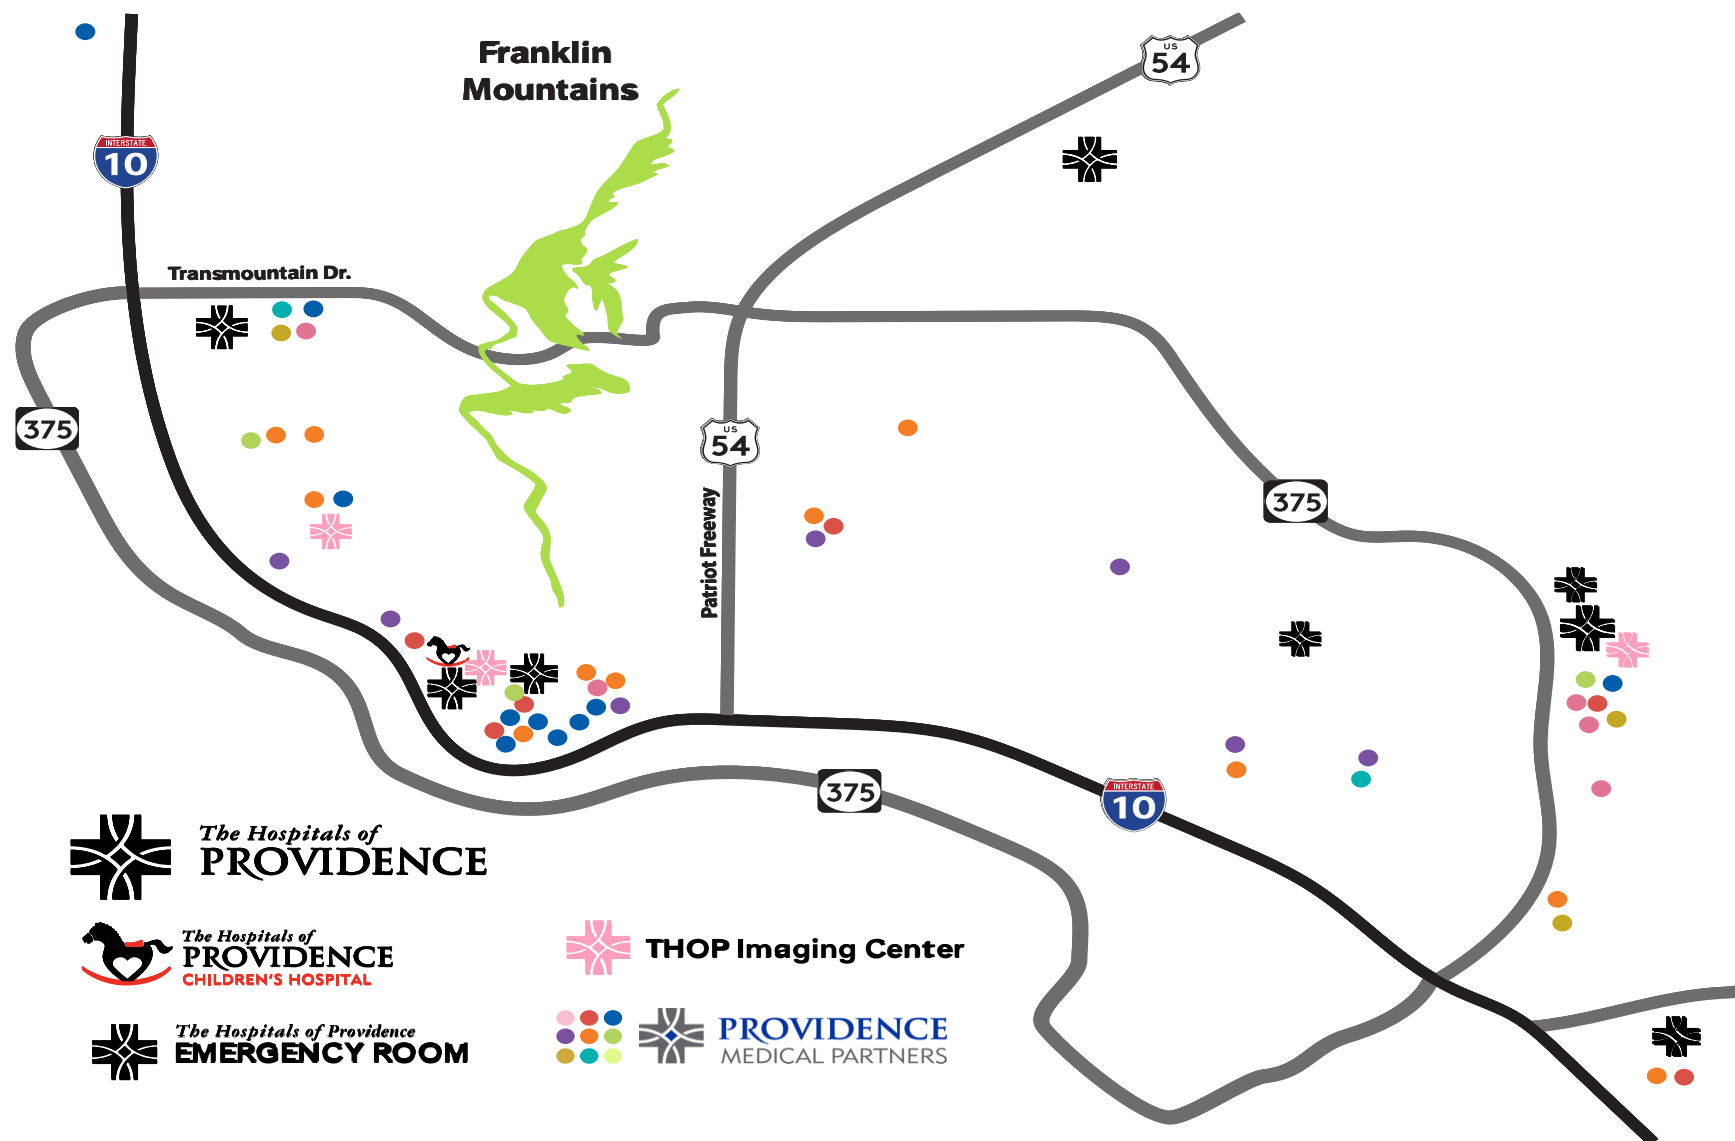 Franklin
Mountains
US
54
INTERSTATE
10
Transmountain Dr.
375
US
54
Patriot Freeway
375
375
INTERSTATE
10
The Hospitals of
PROVIDENCE
The Hospitals of
PROVIDENCE
CHILDREN'S HOSPITAL
The Hospitals of Providence
EMERGENCY ROOM
THOP Imaging Center
PROVIDENCE
MEDICAL PARTNERS